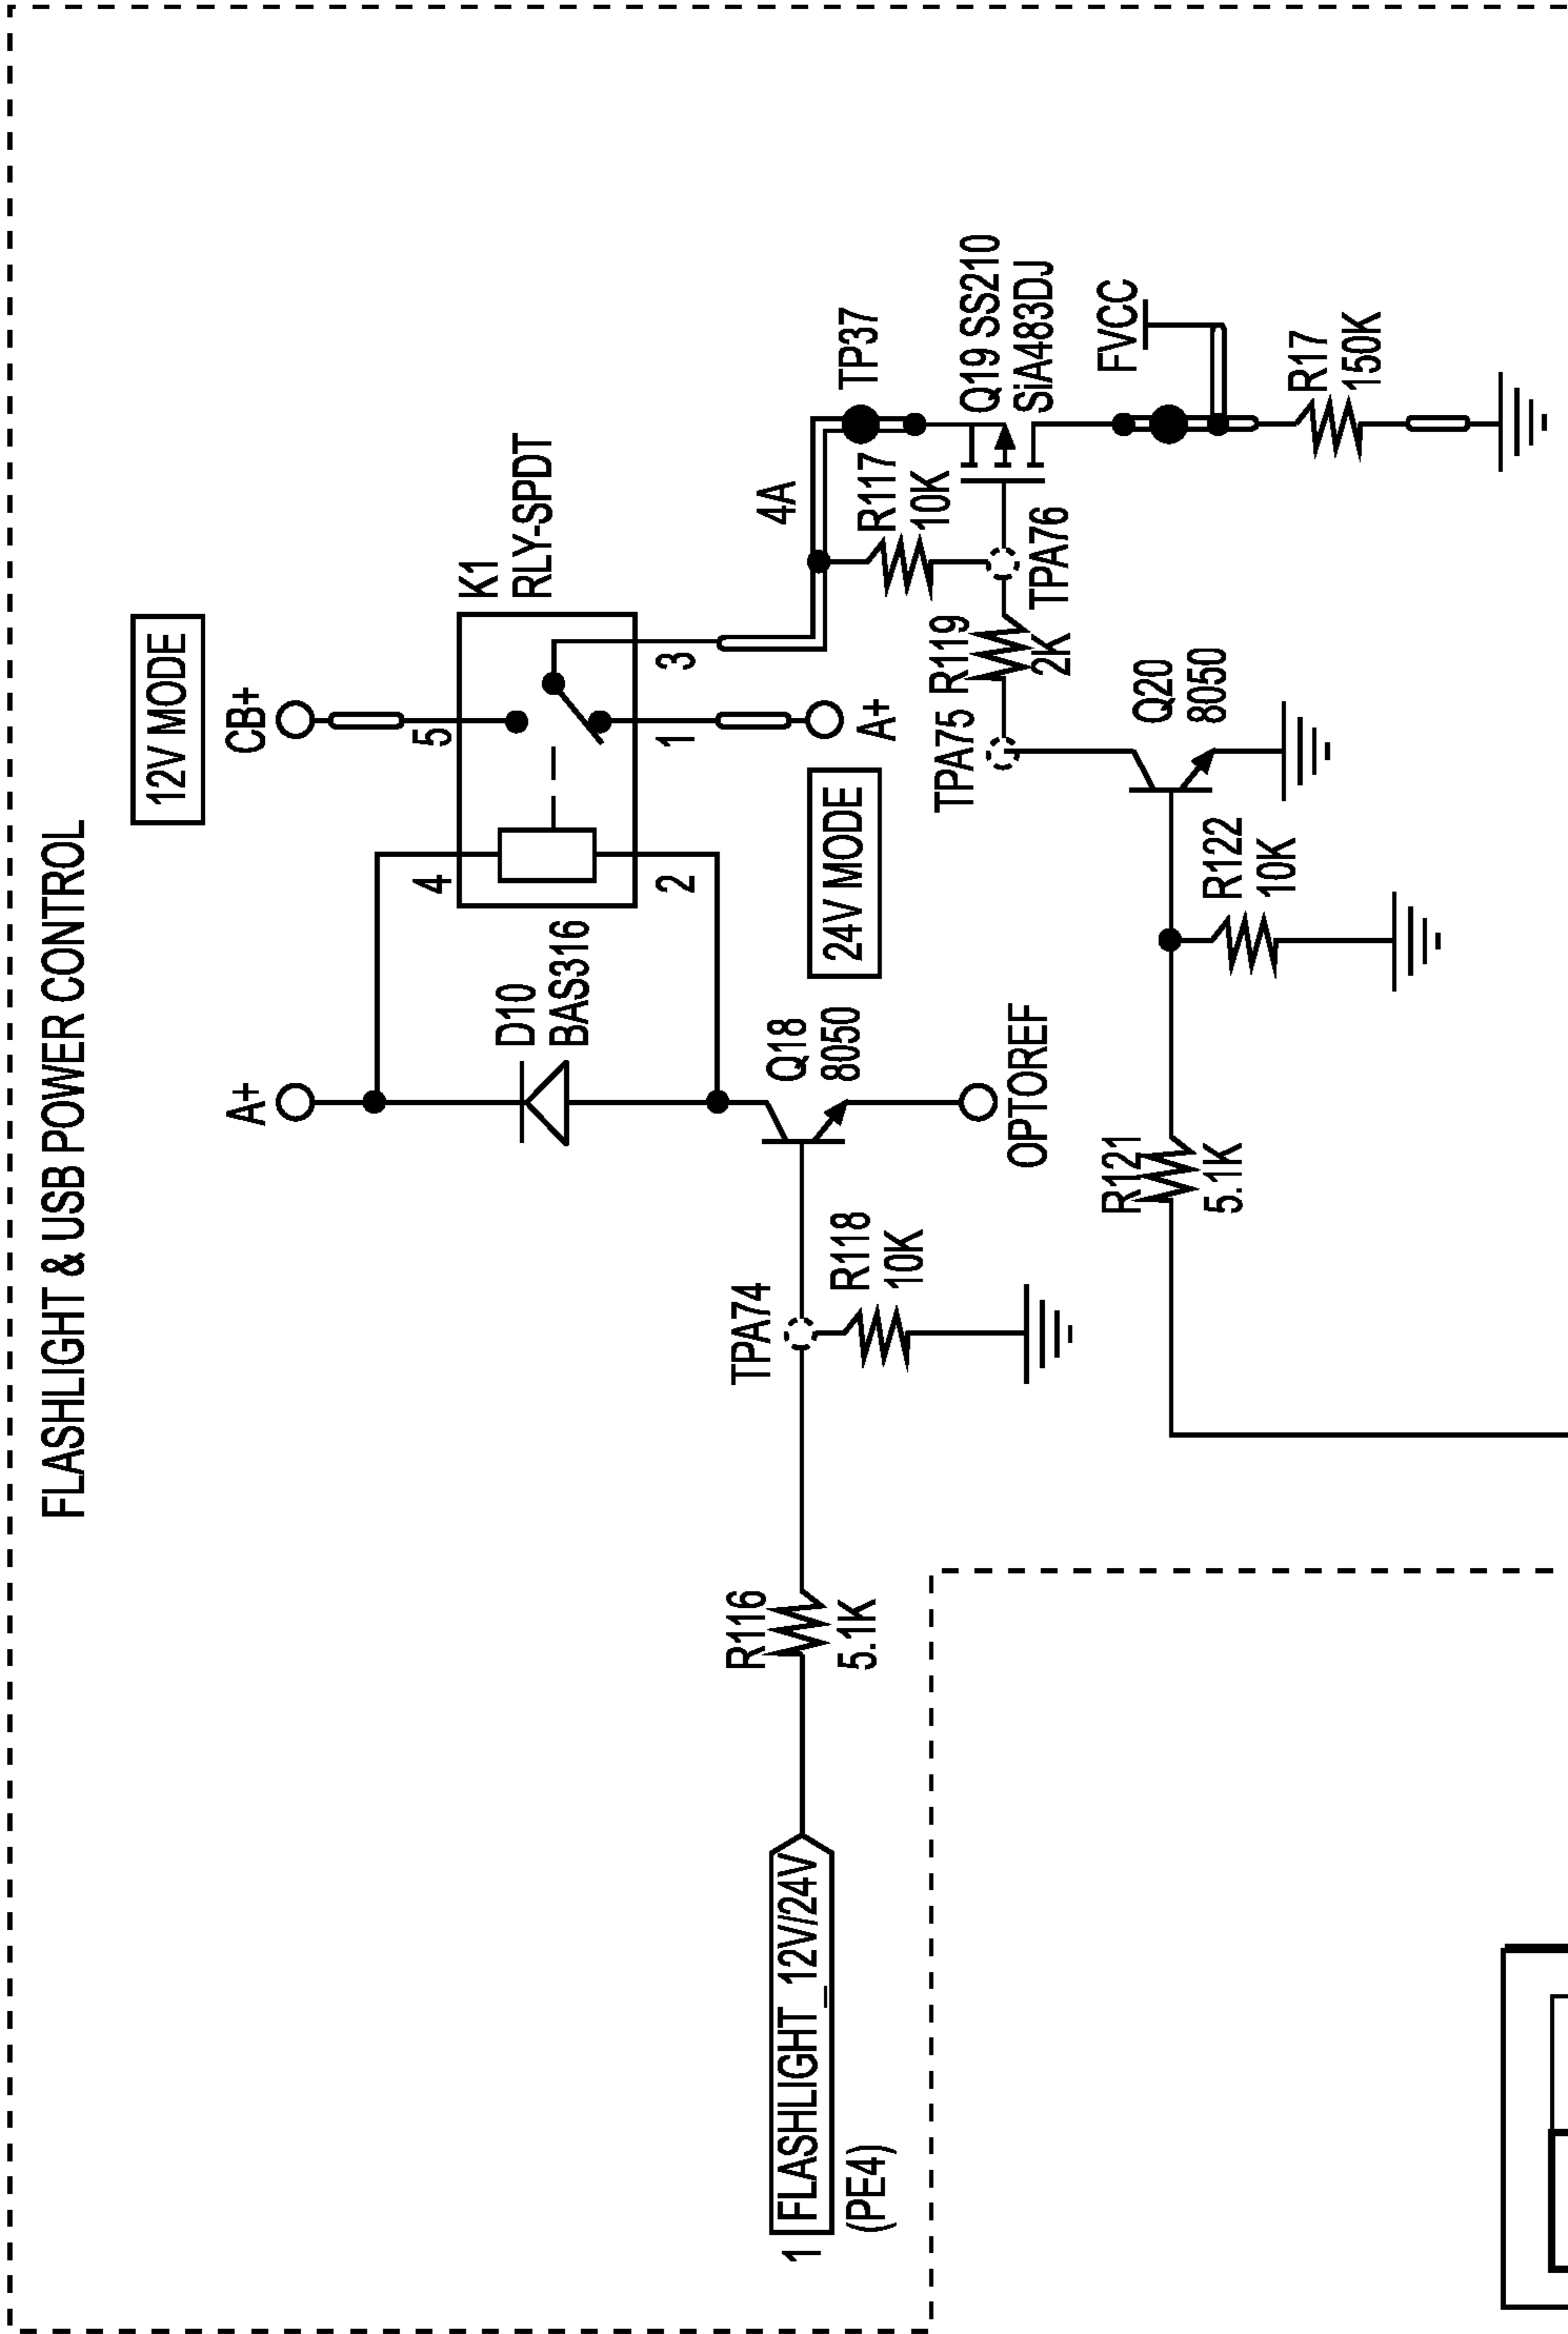 FLASHLIGHT & USB POWER CONTROL
12V MODE
A+
CB+
4
5
K1
RLY-SPDT
D10
BAS316
2
1
3
4A
TP37
A+
24V MODE
R117
10K
FLASHLIGHT_12V/24V
1
(PE4)
R116
5.1K
TPA74
R118
10K
Q18
8050
OPTOREF
TPA75
R119
2K
TPA76
Q19 SS210
SiA483DJ
FVCC
R121
5.1K
R122
10K
Q20
8050
R17
150K